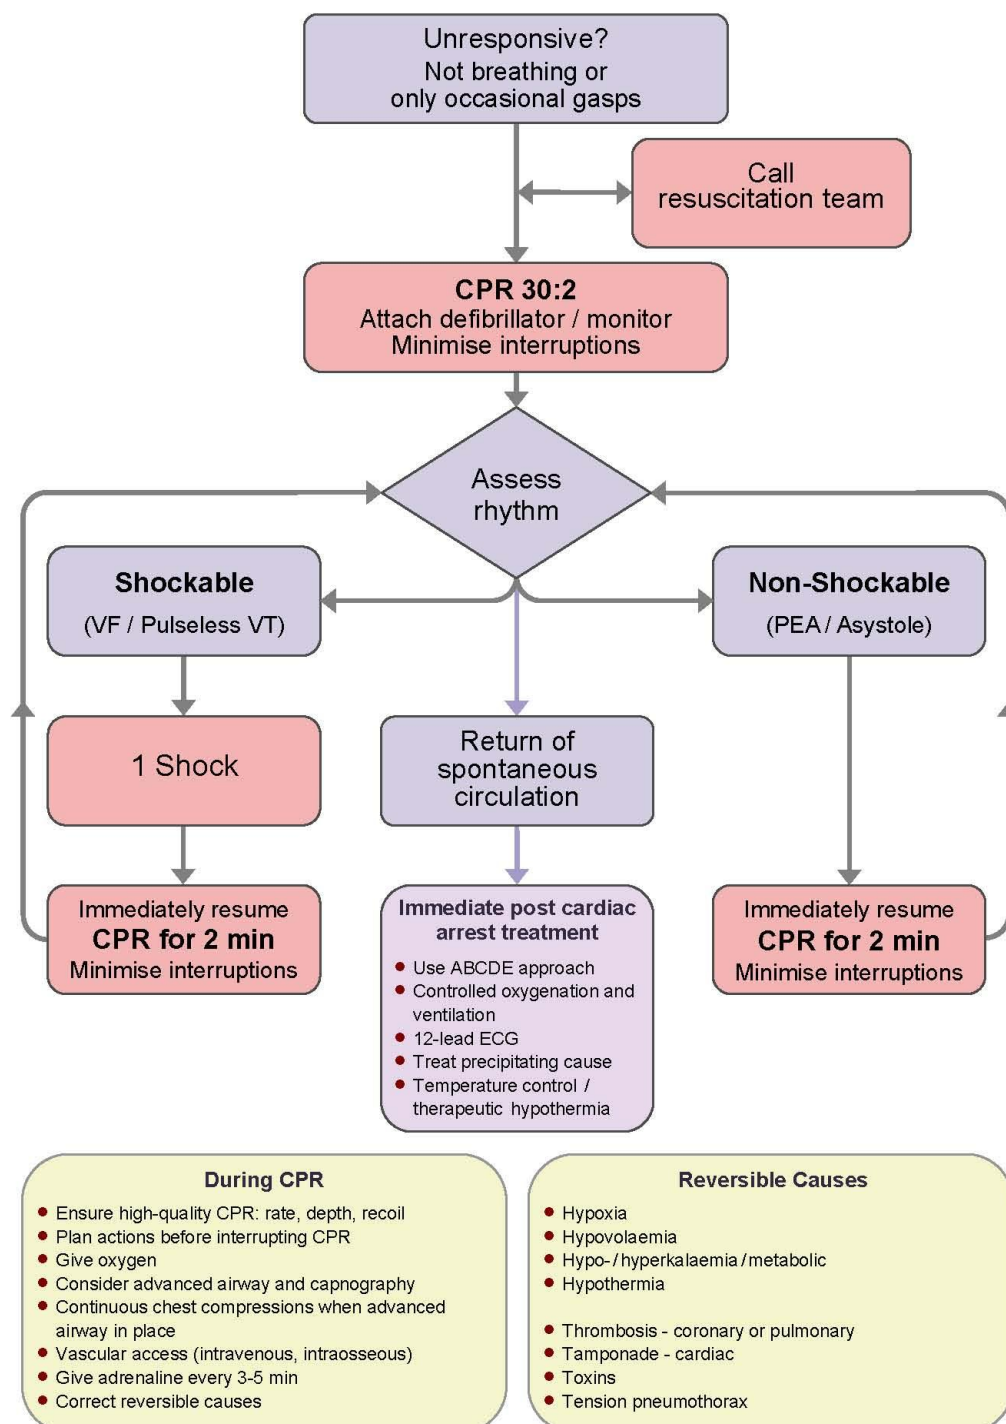 Unresponsive?
Not breathing or
only occasional gasps
Call
resuscitation team
CPR 30:2
Attach defibrillator / monitor
Minimise interruptions
Assess
rhythm
Shockable
(VF / Pulseless VT)
Non-Shockable
(PEA / Asystole)
1 Shock
Return of
spontaneous
circulation
Immediately resume
CPR for 2 min
Minimise interruptions
Immediate post cardiac
arrest treatment
• Use ABCDE approach
• Controlled oxygenation and
ventilation
• 12-lead ECG
• Treat precipitating cause
• Temperature control /
therapeutic hypothermia
Immediately resume
CPR for 2 min
Minimise interruptions
During CPR
• Ensure high-quality CPR: rate, depth, recoil
• Plan actions before interrupting CPR
• Give oxygen
• Consider advanced airway and capnography
• Continuous chest compressions when advanced
airway in place
• Vascular access (intravenous, intraosseous)
• Give adrenaline every 3-5 min
• Correct reversible causes
Reversible Causes
• Hypoxia
• Hypovolaemia
• Hypo- / hyperkalaemia / metabolic
• Hypothermia
• Thrombosis - coronary or pulmonary
• Tamponade - cardiac
• Toxins
• Tension pneumothorax